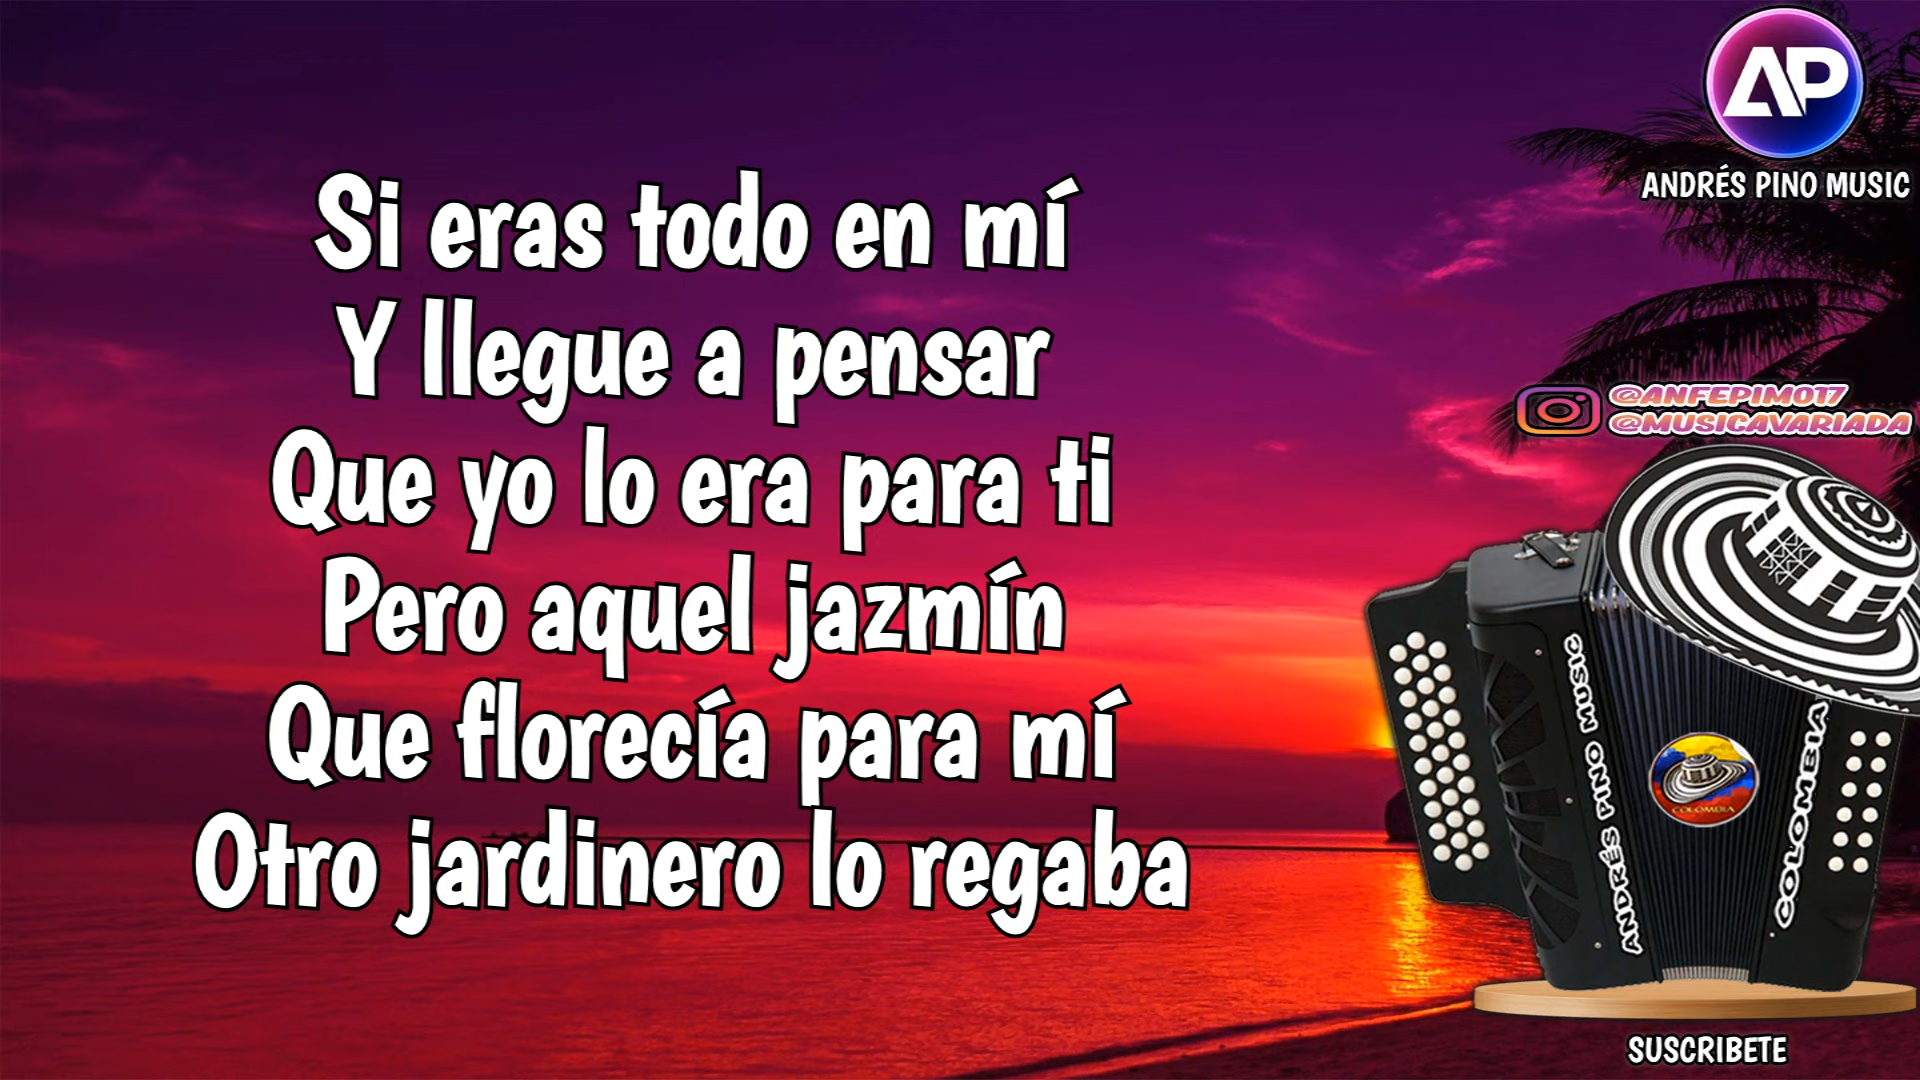 Si eras todo en mí
Y llegue a pensar
Que yo lo era para ti
Pero aquel jazmín
Que florecía para mí
Otro jardinero lo regaba
AP
ANDRÉS PINO MUSIC
@ANFEPIMO17
@MUSICAVARIADA
ANDRÉS PINO MUSIC
COLOMBIA
COLOMBIA
SUSCRIBETE